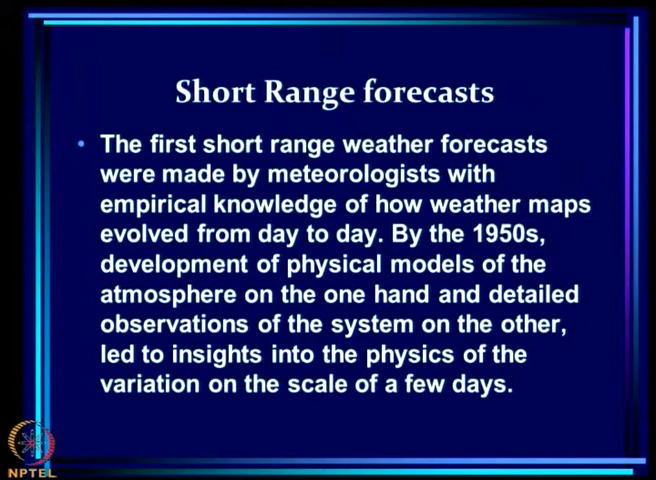 Short Range forecasts
• The first short range weather forecasts
were made by meteorologists with
empirical knowledge of how weather maps
evolved from day to day. By the 1950s,
development of physical models of the
atmosphere on the one hand and detailed
observations of the system on the other,
led to insights into the physics of the
variation on the scale of a few days.
NPTEL